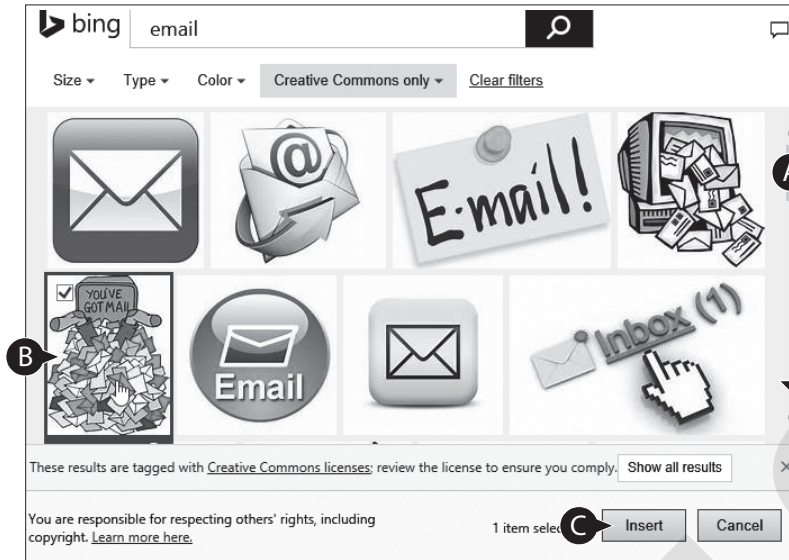 bing email
Size Type Color Creative Commons only Clear filters
@ E-mail!
A
YOU'VE
GOT MAIL
Email
Inbox (1)
B
These results are tagged with Creative Commons licenses; review the license to ensure you comply. Show all results
You are responsible for respecting others' rights, including
copyright. Learn more here.
1 item selec C Insert Cancel